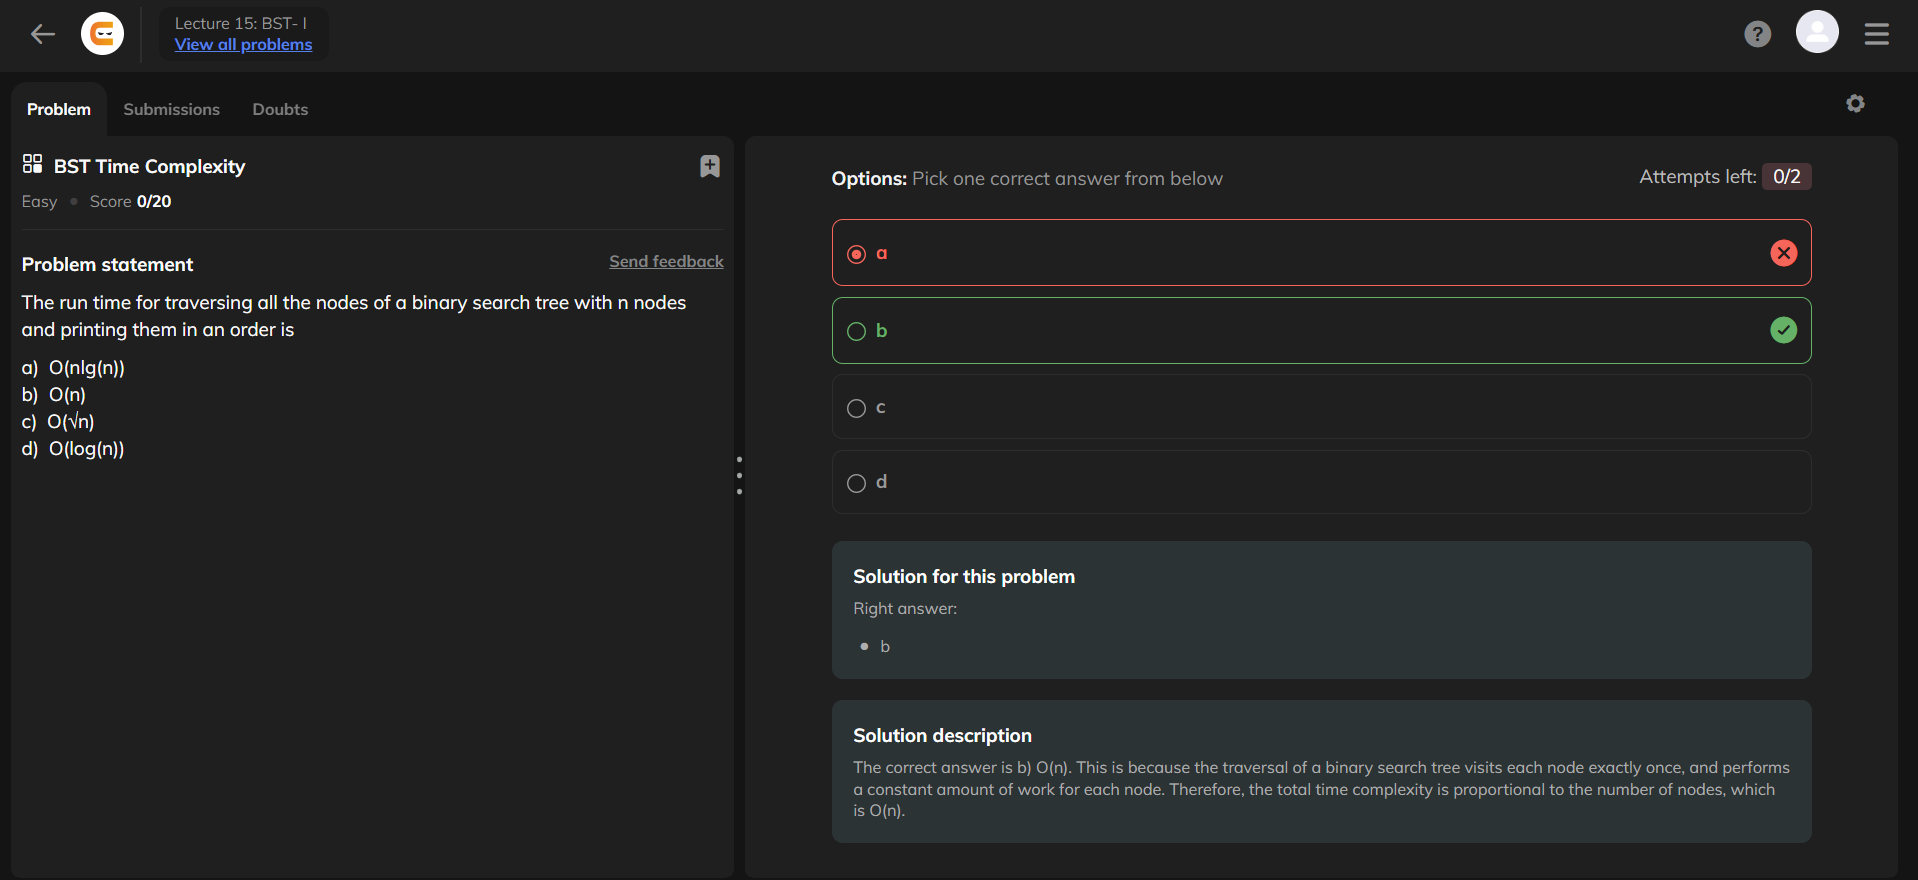 Lecture 15: BST- I
View all problems
?
Problem
Submissions
Doubts
BST Time Complexity
Easy • Score 0/20
Problem statement
Send feedback
The run time for traversing all the nodes of a binary search tree with n nodes
and printing them in an order is
a) O(nlg(n))
b) O(n)
c) O(√n)
d) O(log(n))
Options: Pick one correct answer from below
Attempts left: 0/2
a
b
c
d
Solution for this problem
Right answer:
• b
Solution description
The correct answer is b) O(n). This is because the traversal of a binary search tree visits each node exactly once, and performs
a constant amount of work for each node. Therefore, the total time complexity is proportional to the number of nodes, which
is O(n).